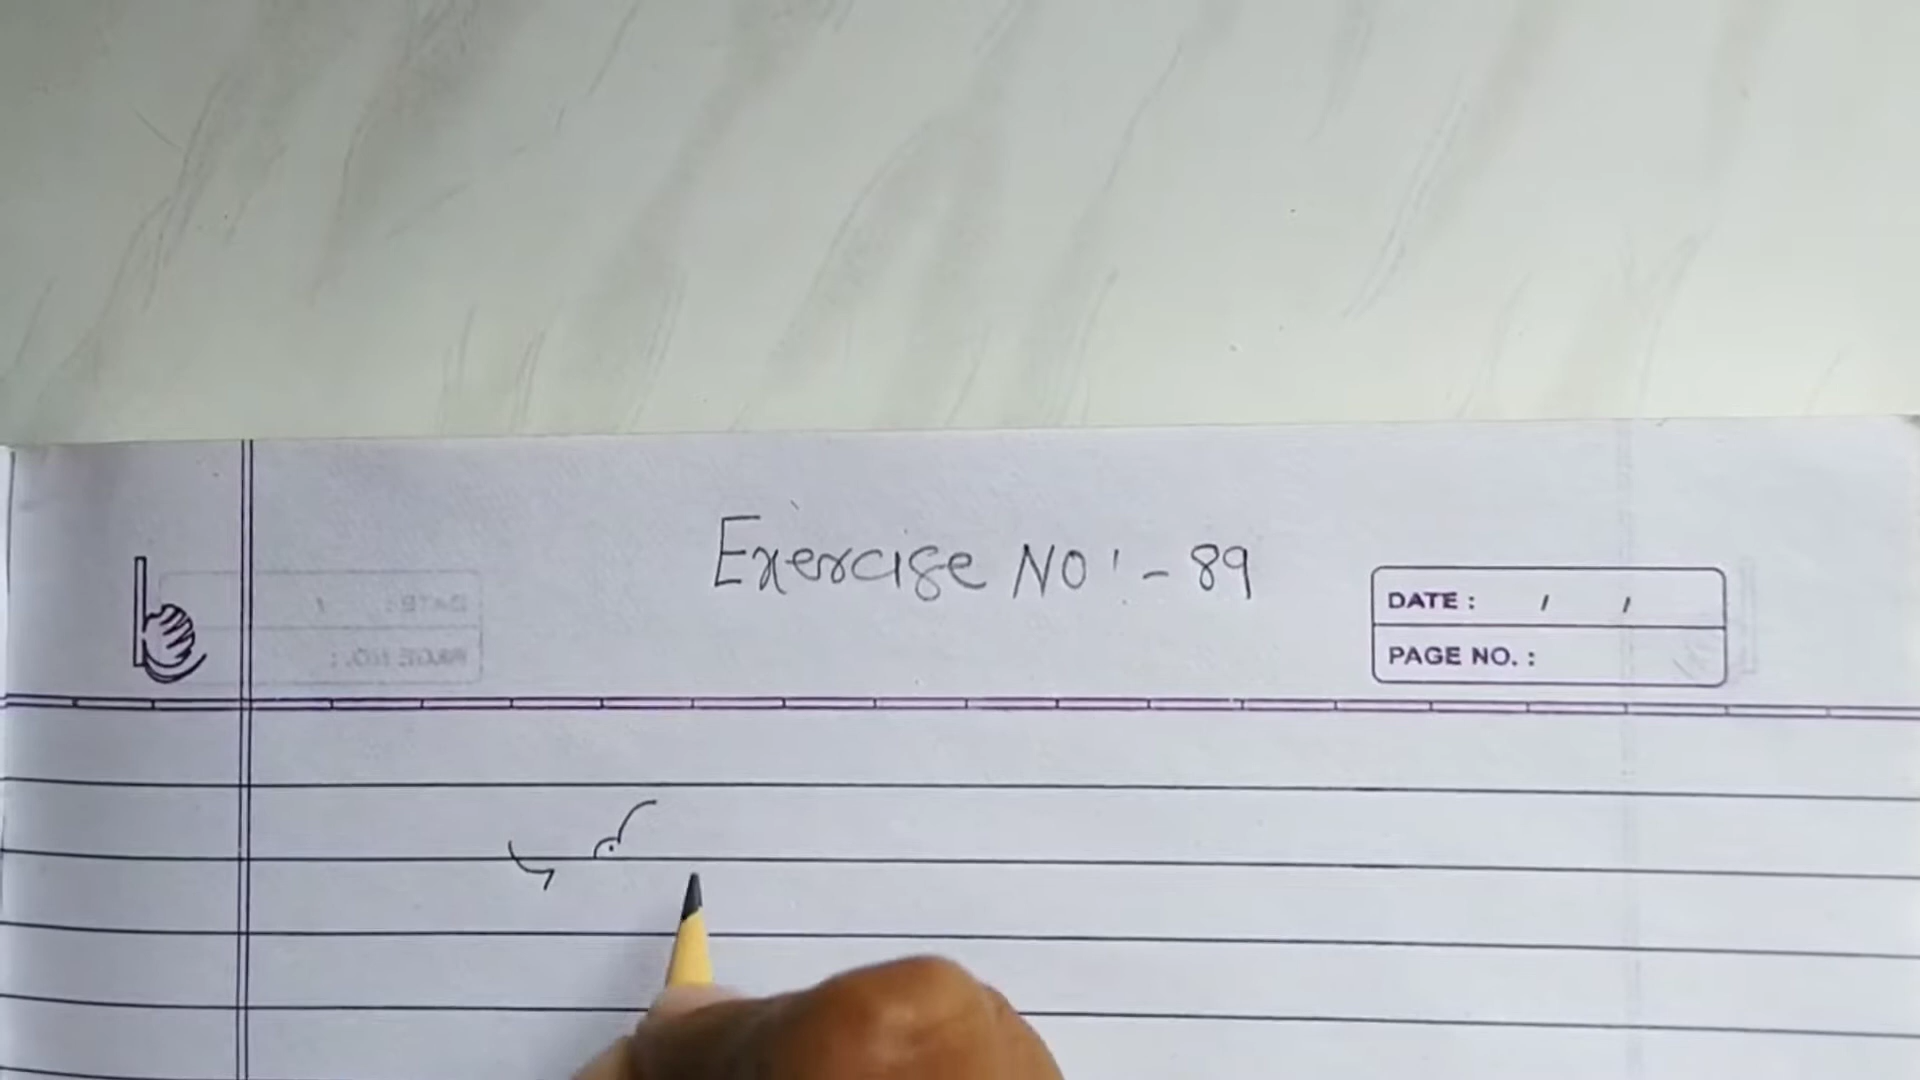 Exercise NO '- 89
DATE : / /
PAGE NO. :